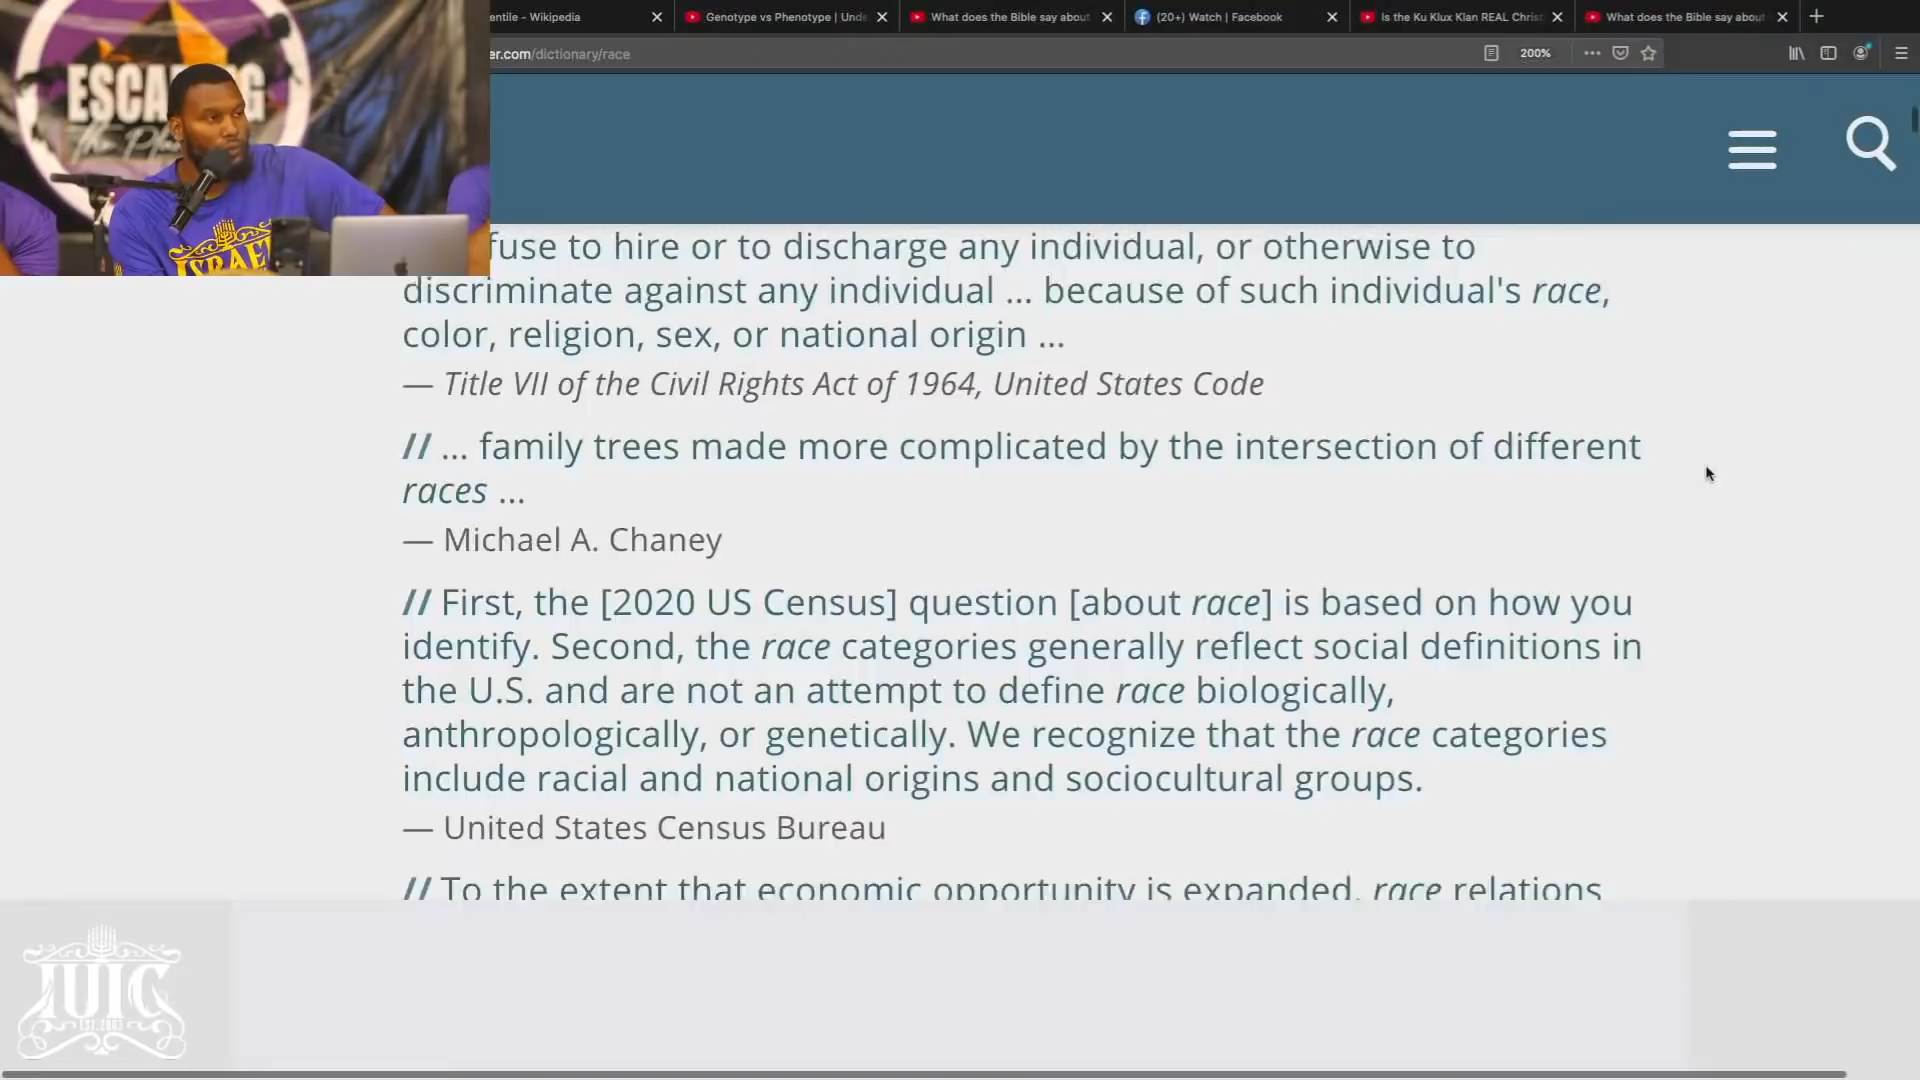 entile - Wikipedia
Genotype vs Phenotype | Unde
What does the Bible say about
(20+) Watch | Facebook
Is the Ku Klux Klan REAL Christ
What does the Bible say about
er.com/dictionary/race
200%
ESCA G
The Pla
ISRAE
fuse to hire or to discharge any individual, or otherwise to
discriminate against any individual ... because of such individual's race,
color, religion, sex, or national origin ...
— Title VII of the Civil Rights Act of 1964, United States Code
// ... family trees made more complicated by the intersection of different
races ...
— Michael A. Chaney
// First, the [2020 US Census] question [about race] is based on how you
identify. Second, the race categories generally reflect social definitions in
the U.S. and are not an attempt to define race biologically,
anthropologically, or genetically. We recognize that the race categories
include racial and national origins and sociocultural groups.
— United States Census Bureau
// To the extent that economic opportunity is expanded, race relations
IUIC
EST. 2003